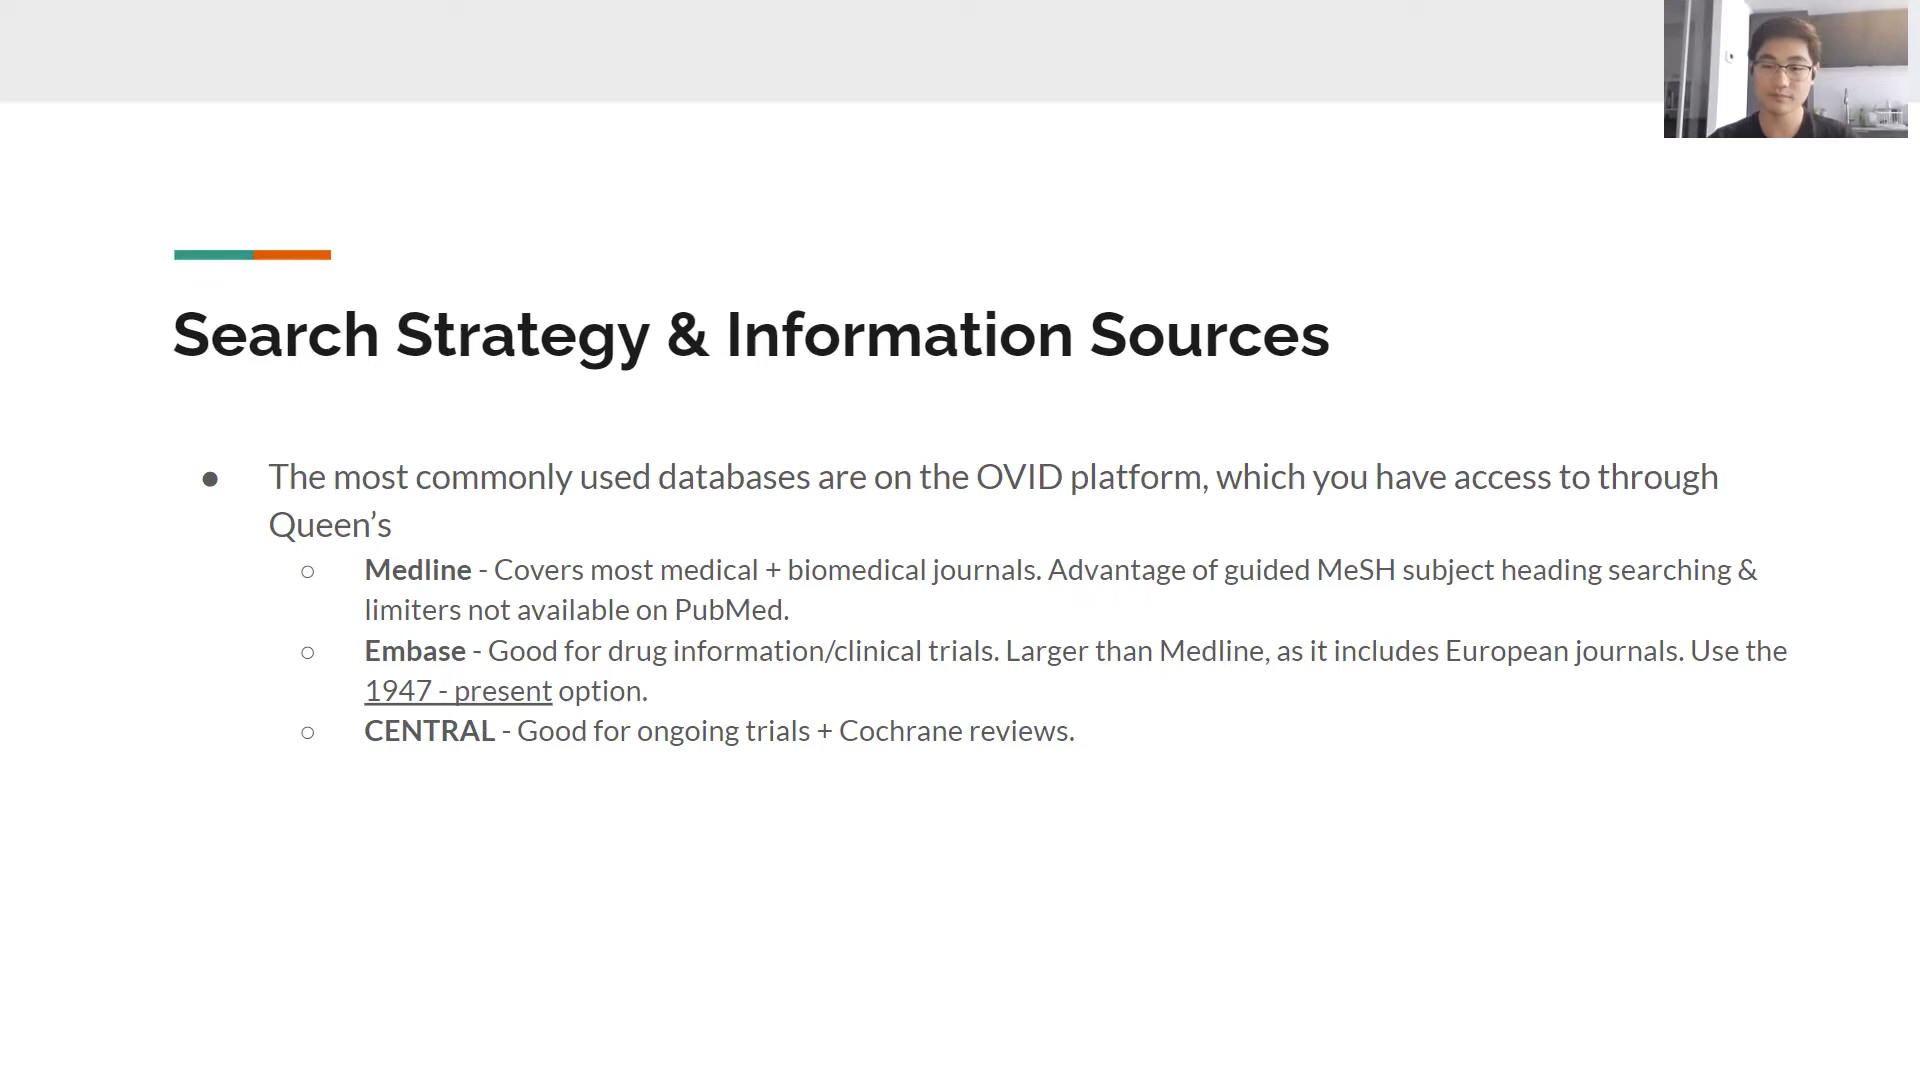 Search Strategy & Information Sources
● The most commonly used databases are on the OVID platform, which you have access to through
Queen’s
○ Medline - Covers most medical + biomedical journals. Advantage of guided MeSH subject heading searching &
limiters not available on PubMed.
○ Embase - Good for drug information/clinical trials. Larger than Medline, as it includes European journals. Use the
1947 - present option.
○ CENTRAL - Good for ongoing trials + Cochrane reviews.